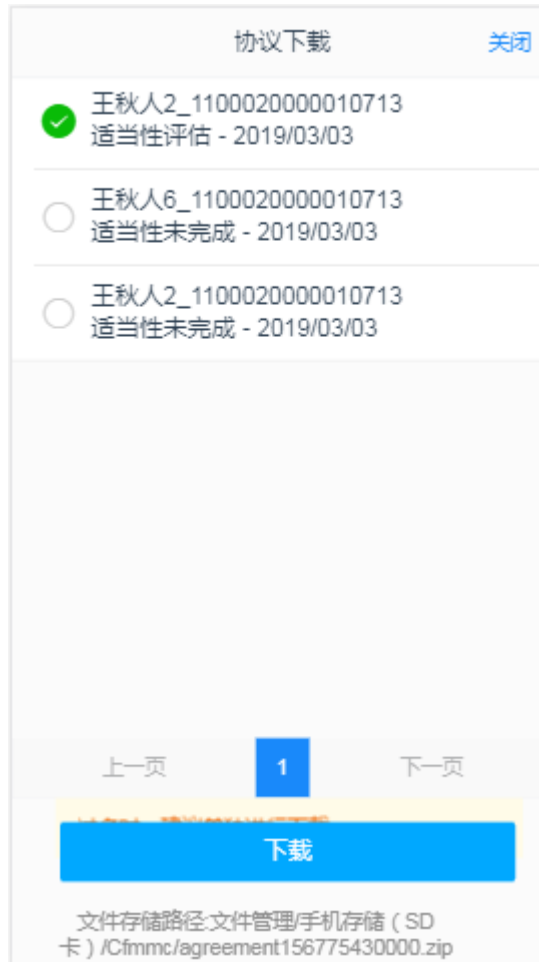 协议下载
关闭
王秋人2_1100020000010713
适当性评估 - 2019/03/03
王秋人6_1100020000010713
适当性未完成 - 2019/03/03
王秋人2_1100020000010713
适当性未完成 - 2019/03/03
上一页
1
下一页
下载
文件存储路径:文件管理/手机存储（SD
卡）/Cfmmc/agreement156775430000.zip